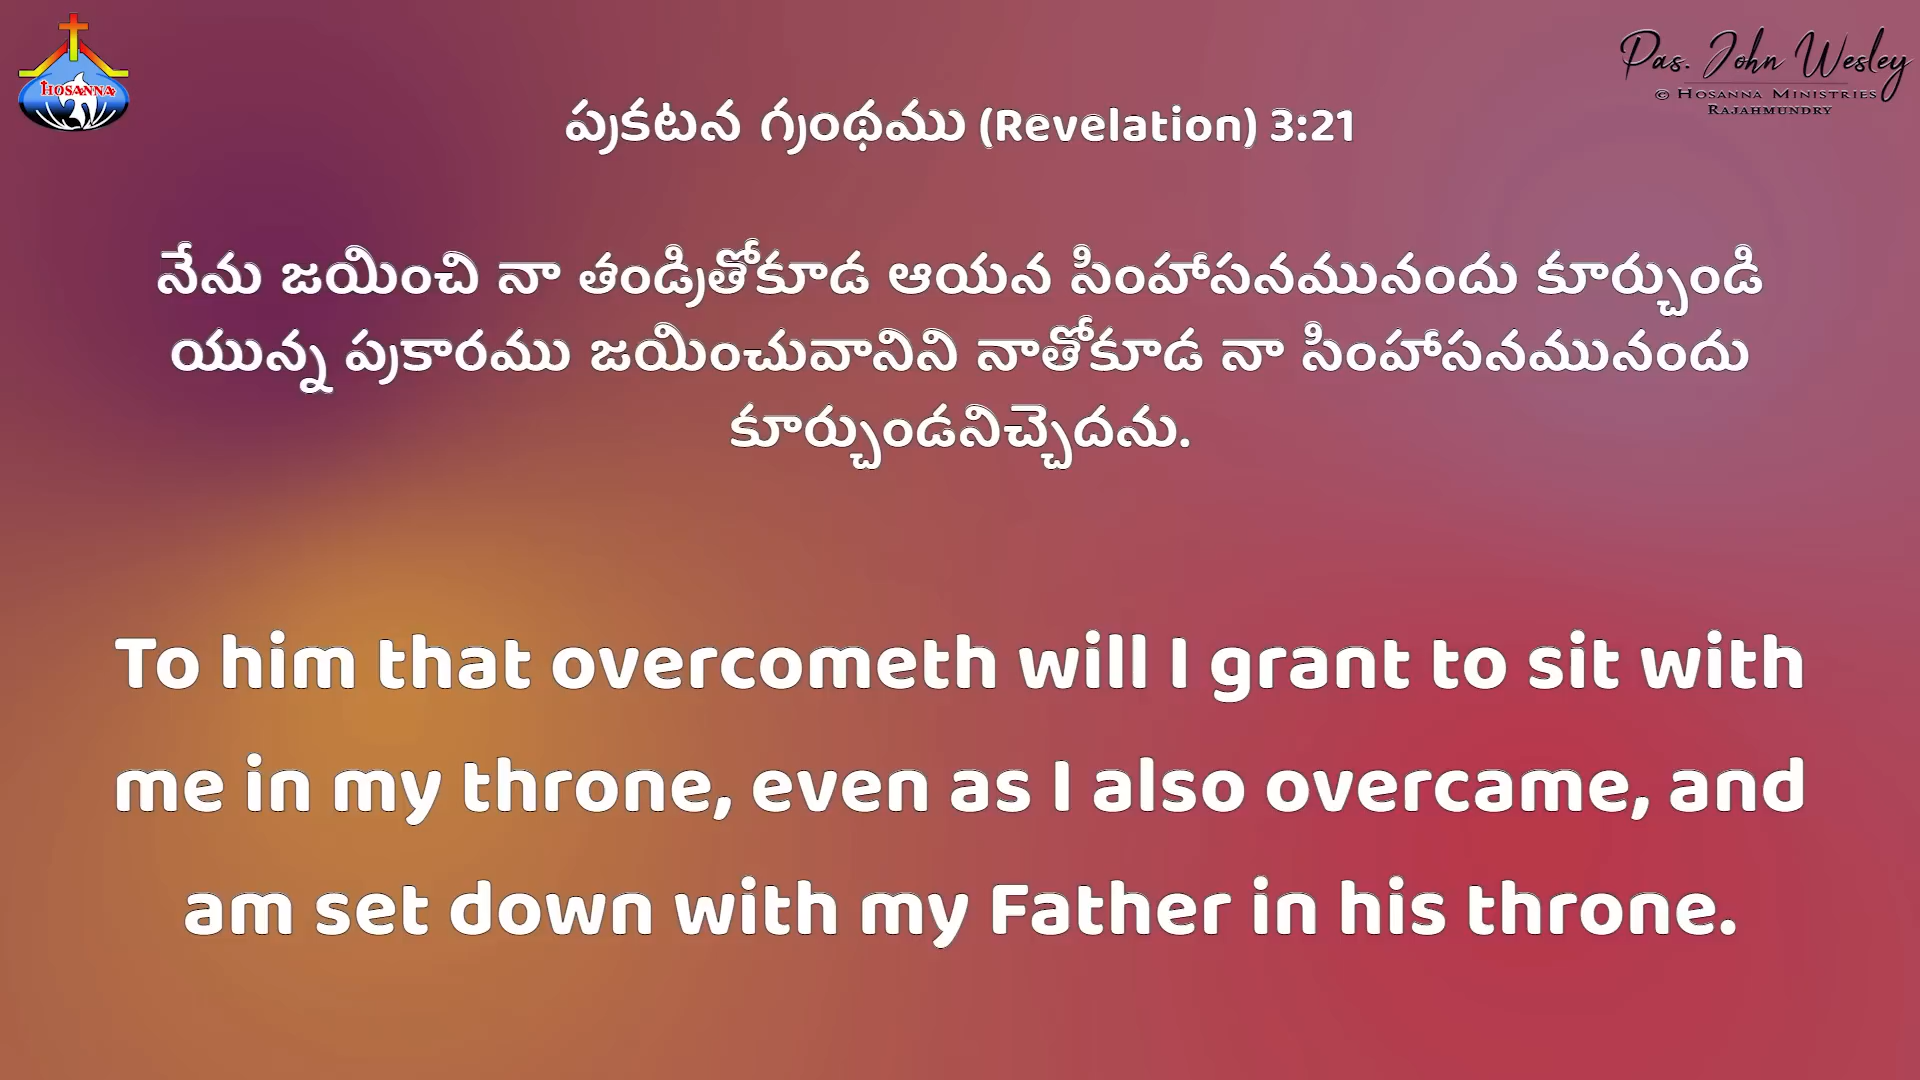 HOSANNA
Pas. John Wesley
© Hosanna Ministries
Rajahmundry
ప్రకటన గ్రంథము (Revelation) 3:21
నేను జయించి నా తండ్రితోకూడ ఆయన సింహాసనమునందు కూర్చుండి
యున్న ప్రకారము జయించువానిని నాతోకూడ నా సింహాసనమునందు
కూర్చుండనిచ్చెదను.
To him that overcometh will I grant to sit with
me in my throne, even as I also overcame, and
am set down with my Father in his throne.